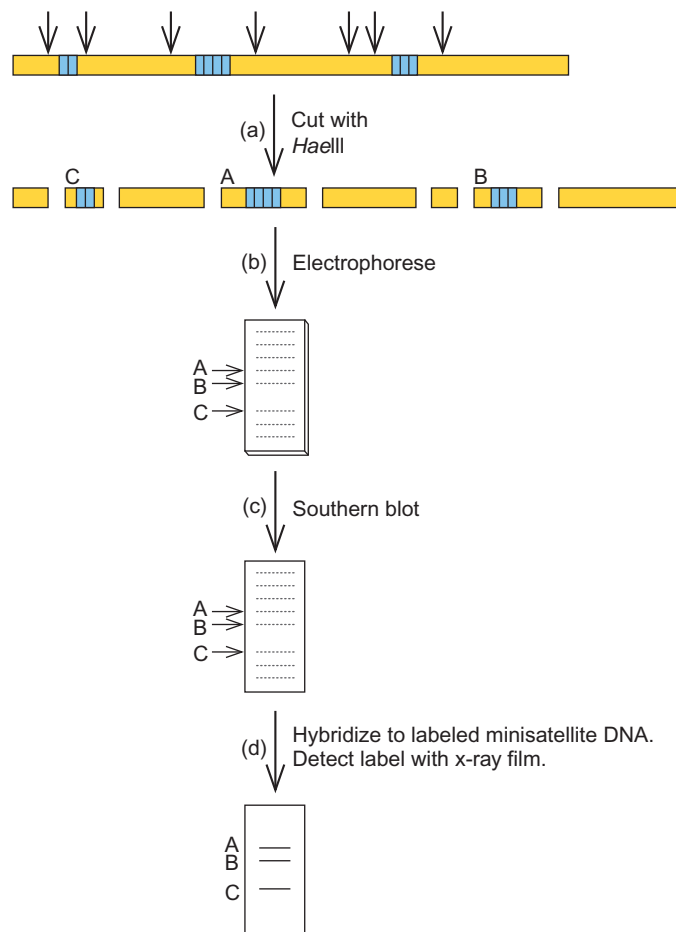 (a)
Cut with
HaeIII
C
A
B
(b)
Electrophorese
A
B
C
(c)
Southern blot
A
B
C
(d)
Hybridize to labeled minisatellite DNA.
Detect label with x-ray film.
A
B
C